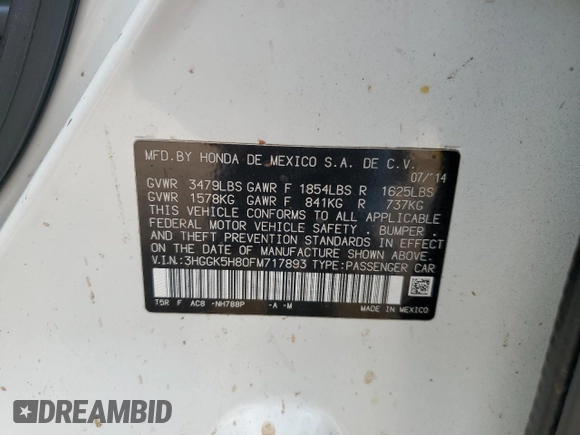 MFD.BY HONDA DE MEXICO S.A. DE C.V.
07/'14
GVWR 3479LBS GAWR F 1854LBS R 1625LBS
GVWR 1578KG GAWR F 841KG R 737KG
THIS VEHICLE CONFORMS TO ALL APPLICABLE
FEDERAL MOTOR VEHICLE SAFETY, BUMPER,
AND THEFT PREVENTION STANDARDS IN EFFECT
ON THE DATE OF MANUFACTURE SHOWN ABOVE.
V.I.N.:3HGGK5H80FM717893 TYPE:PASSENGER CAR
T5R F AC8 -NH788P -A -M
MADE IN MEXICO
DREAMBID